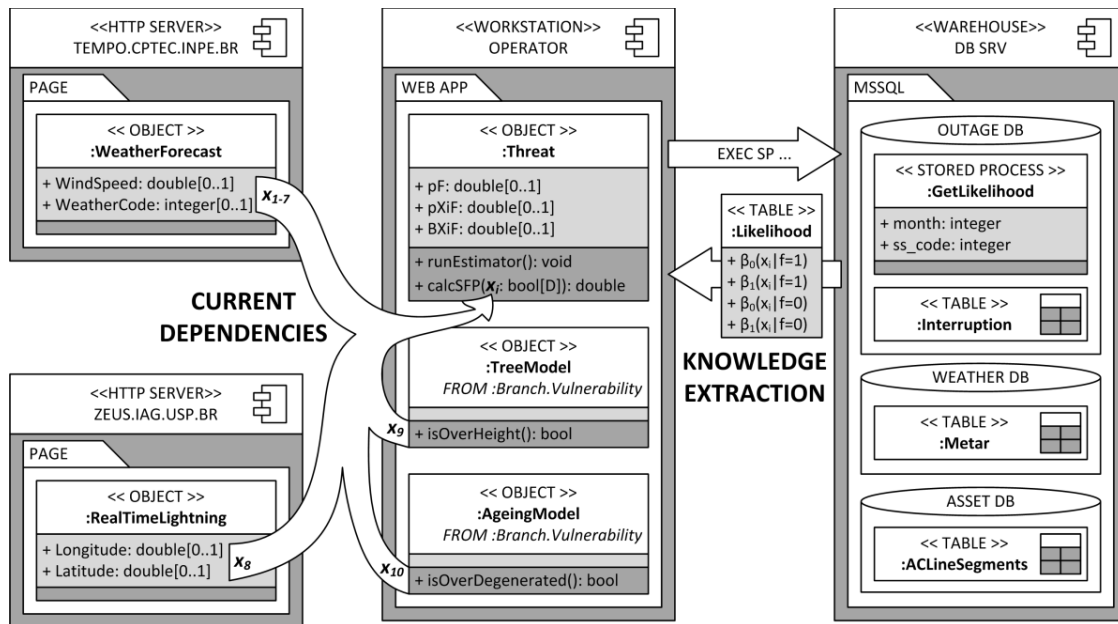 <<HTTP SERVER>>
TEMPO.CPTEC.INPE.BR
PAGE
<< OBJECT >>
:WeatherForecast
+ WindSpeed: double[0..1]
+ WeatherCode: integer[0..1]
x1-7
CURRENT
DEPENDENCIES
<<HTTP SERVER>>
ZEUS.IAG.USP.BR
PAGE
<< OBJECT >>
:RealTimeLightning
+ Longitude: double[0..1]
+ Latitude: double[0..1]
x8
<<WORKSTATION>>
OPERATOR
WEB APP
<< OBJECT >>
:Threat
+ pF: double[0..1]
+ pXiF: double[0..1]
+ BXiF: double[0..1]
+ runEstimator(): void
+ calcSFP(xi: bool[D]): double
<< OBJECT >>
:TreeModel
FROM :Branch.Vulnerability
x9
+ isOverHeight(): bool
<< OBJECT >>
:AgeingModel
FROM :Branch.Vulnerability
x10
+ isOverDegenerated(): bool
EXEC SP ...
<< TABLE >>
:Likelihood
+ β0(xi|f=1)
+ β1(xi|f=1)
+ β0(xi|f=0)
+ β1(xi|f=0)
KNOWLEDGE
EXTRACTION
<<WAREHOUSE>>
DB SRV
MSSQL
OUTAGE DB
<< STORED PROCESS >>
:GetLikelihood
+ month: integer
+ ss_code: integer
<< TABLE >>
:Interruption
WEATHER DB
<< TABLE >>
:Metar
ASSET DB
<< TABLE >>
:ACLineSegments